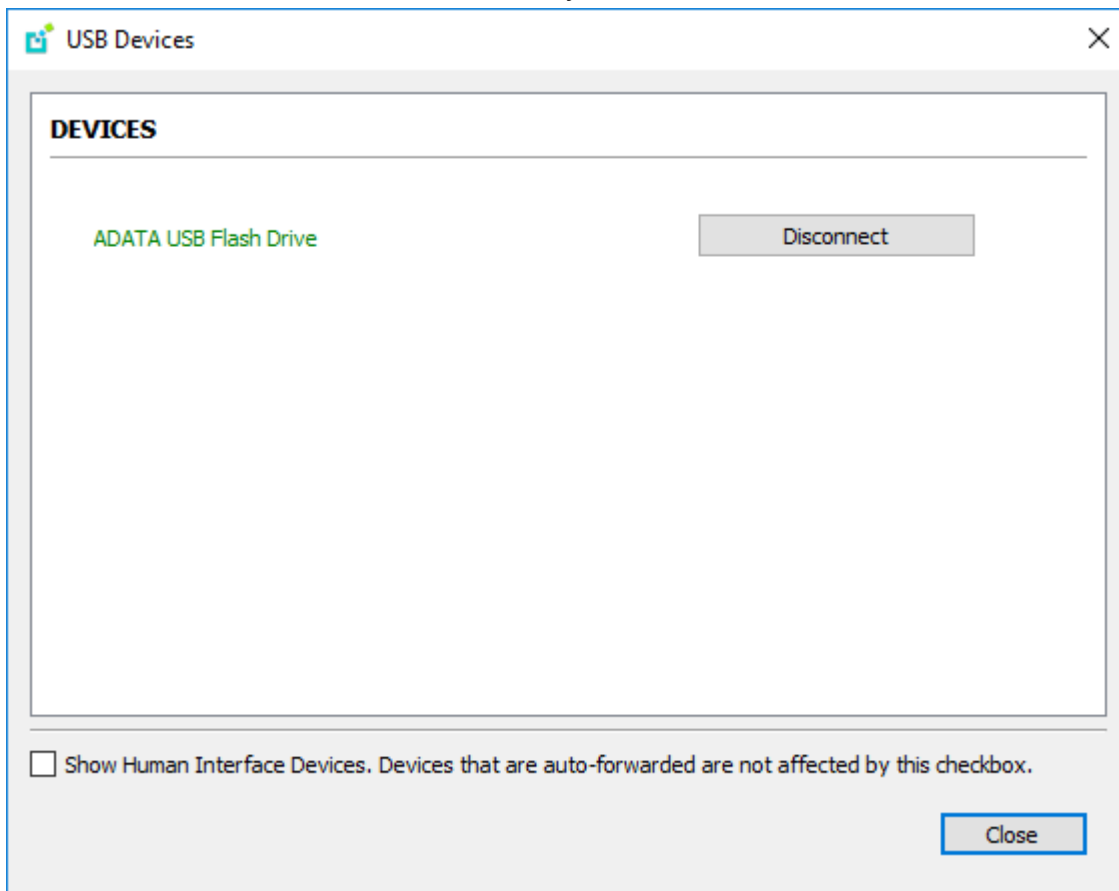 USB Devices
DEVICES
ADATA USB Flash Drive
Disconnect
Show Human Interface Devices. Devices that are auto-forwarded are not affected by this checkbox.
Close